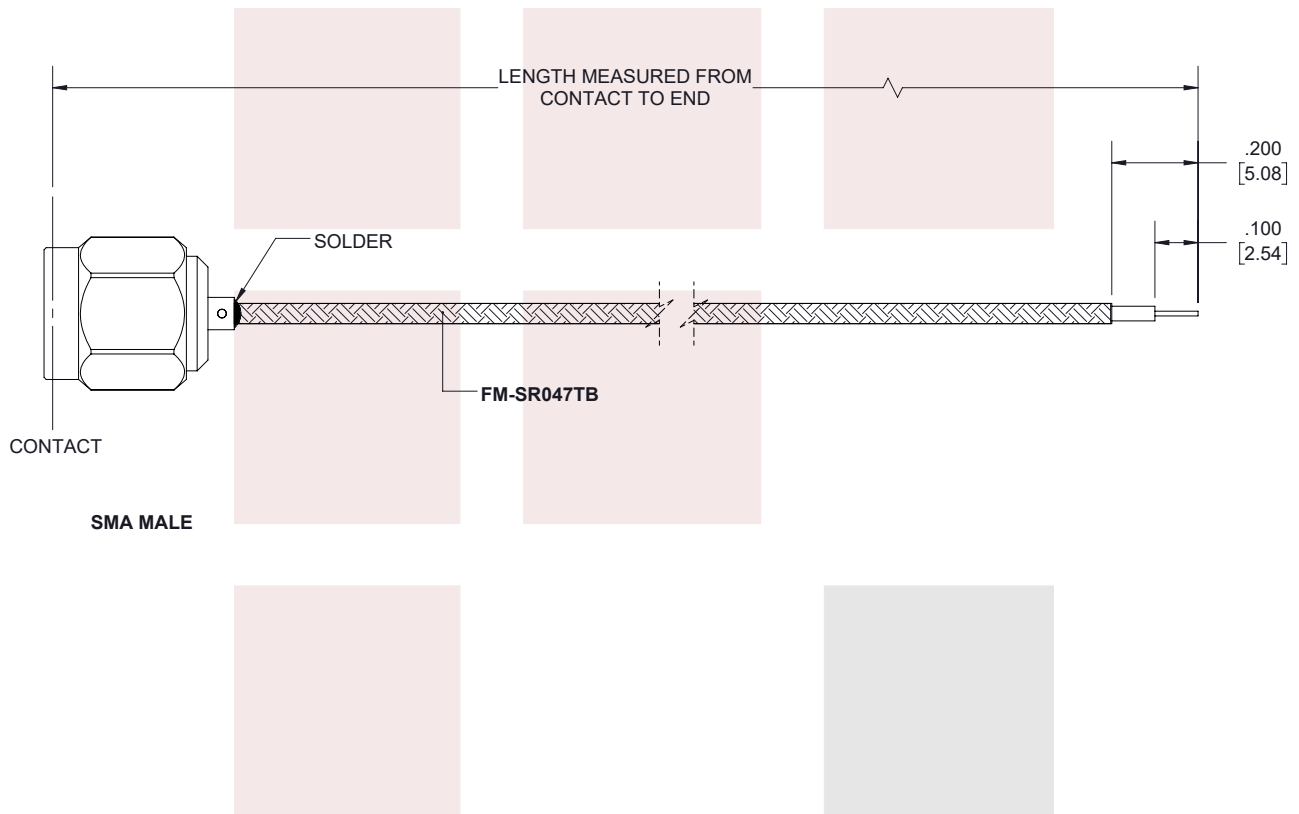 LENGTH MEASURED FROM
CONTACT TO END
.200
[5.08]
.100
[2.54]
SOLDER
FM-SR047TB
CONTACT
SMA MALE